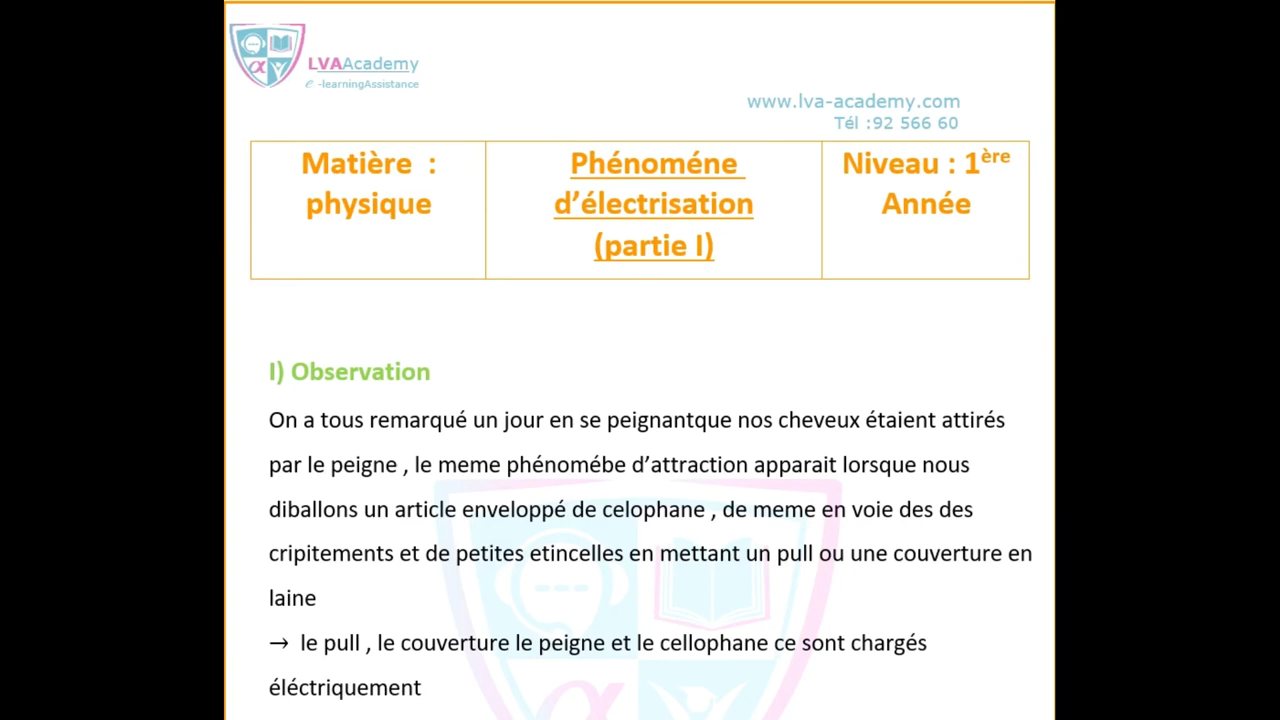 LVAAcademy
e -learningAssistance
www.lva-academy.com
Tél :92 566 60
Matière :
physique
Phénoméne
d’électrisation
(partie I)
Niveau : 1ère
Année
I) Observation
On a tous remarqué un jour en se peignantque nos cheveux étaient attirés
par le peigne , le meme phénomébe d’attraction apparait lorsque nous
diballons un article enveloppé de celophane , de meme en voie des des
cripitements et de petites etincelles en mettant un pull ou une couverture en
laine
→ le pull , le couverture le peigne et le cellophane ce sont chargés
éléctriquement